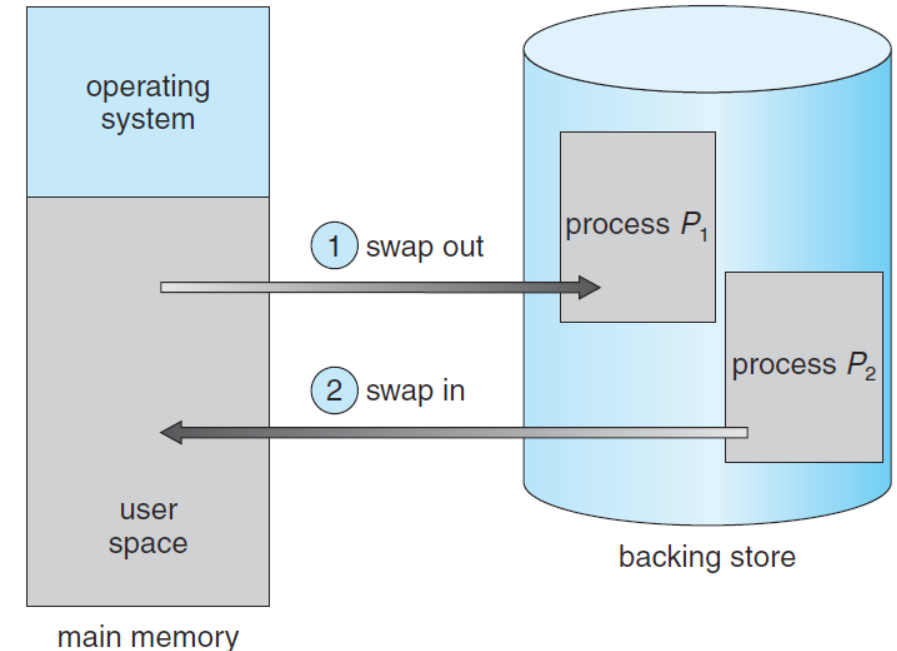 operating
system
process P₁
1 swap out
process P₂
2 swap in
user
space
backing store
main memory